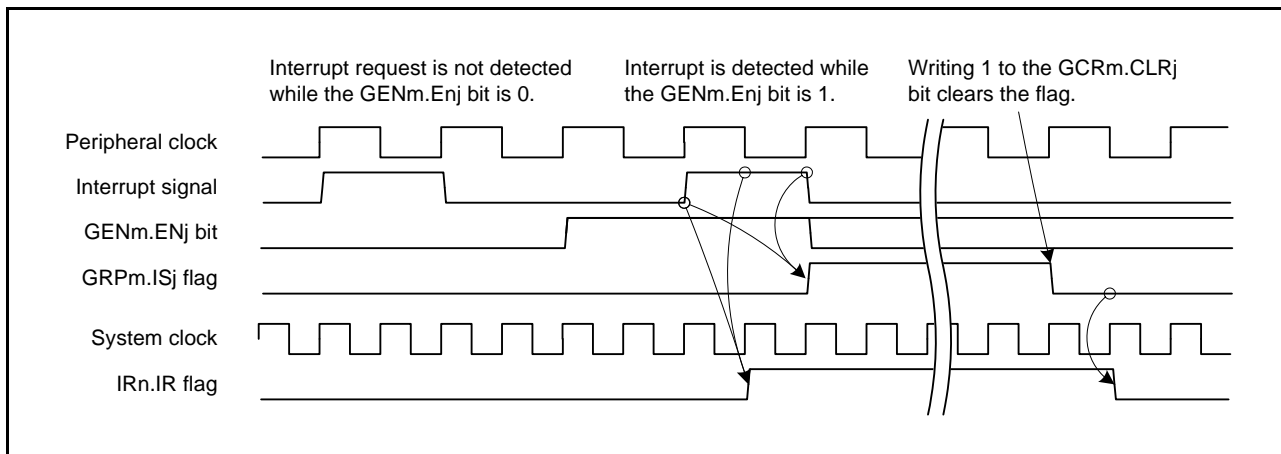 Interrupt request is not detected
while the GENm.Enj bit is 0.
Interrupt is detected while
the GENm.Enj bit is 1.
Writing 1 to the GCRm.CLRj
bit clears the flag.
Peripheral clock
Interrupt signal
GENm.ENj bit
GRPm.ISj flag
System clock
IRn.IR flag